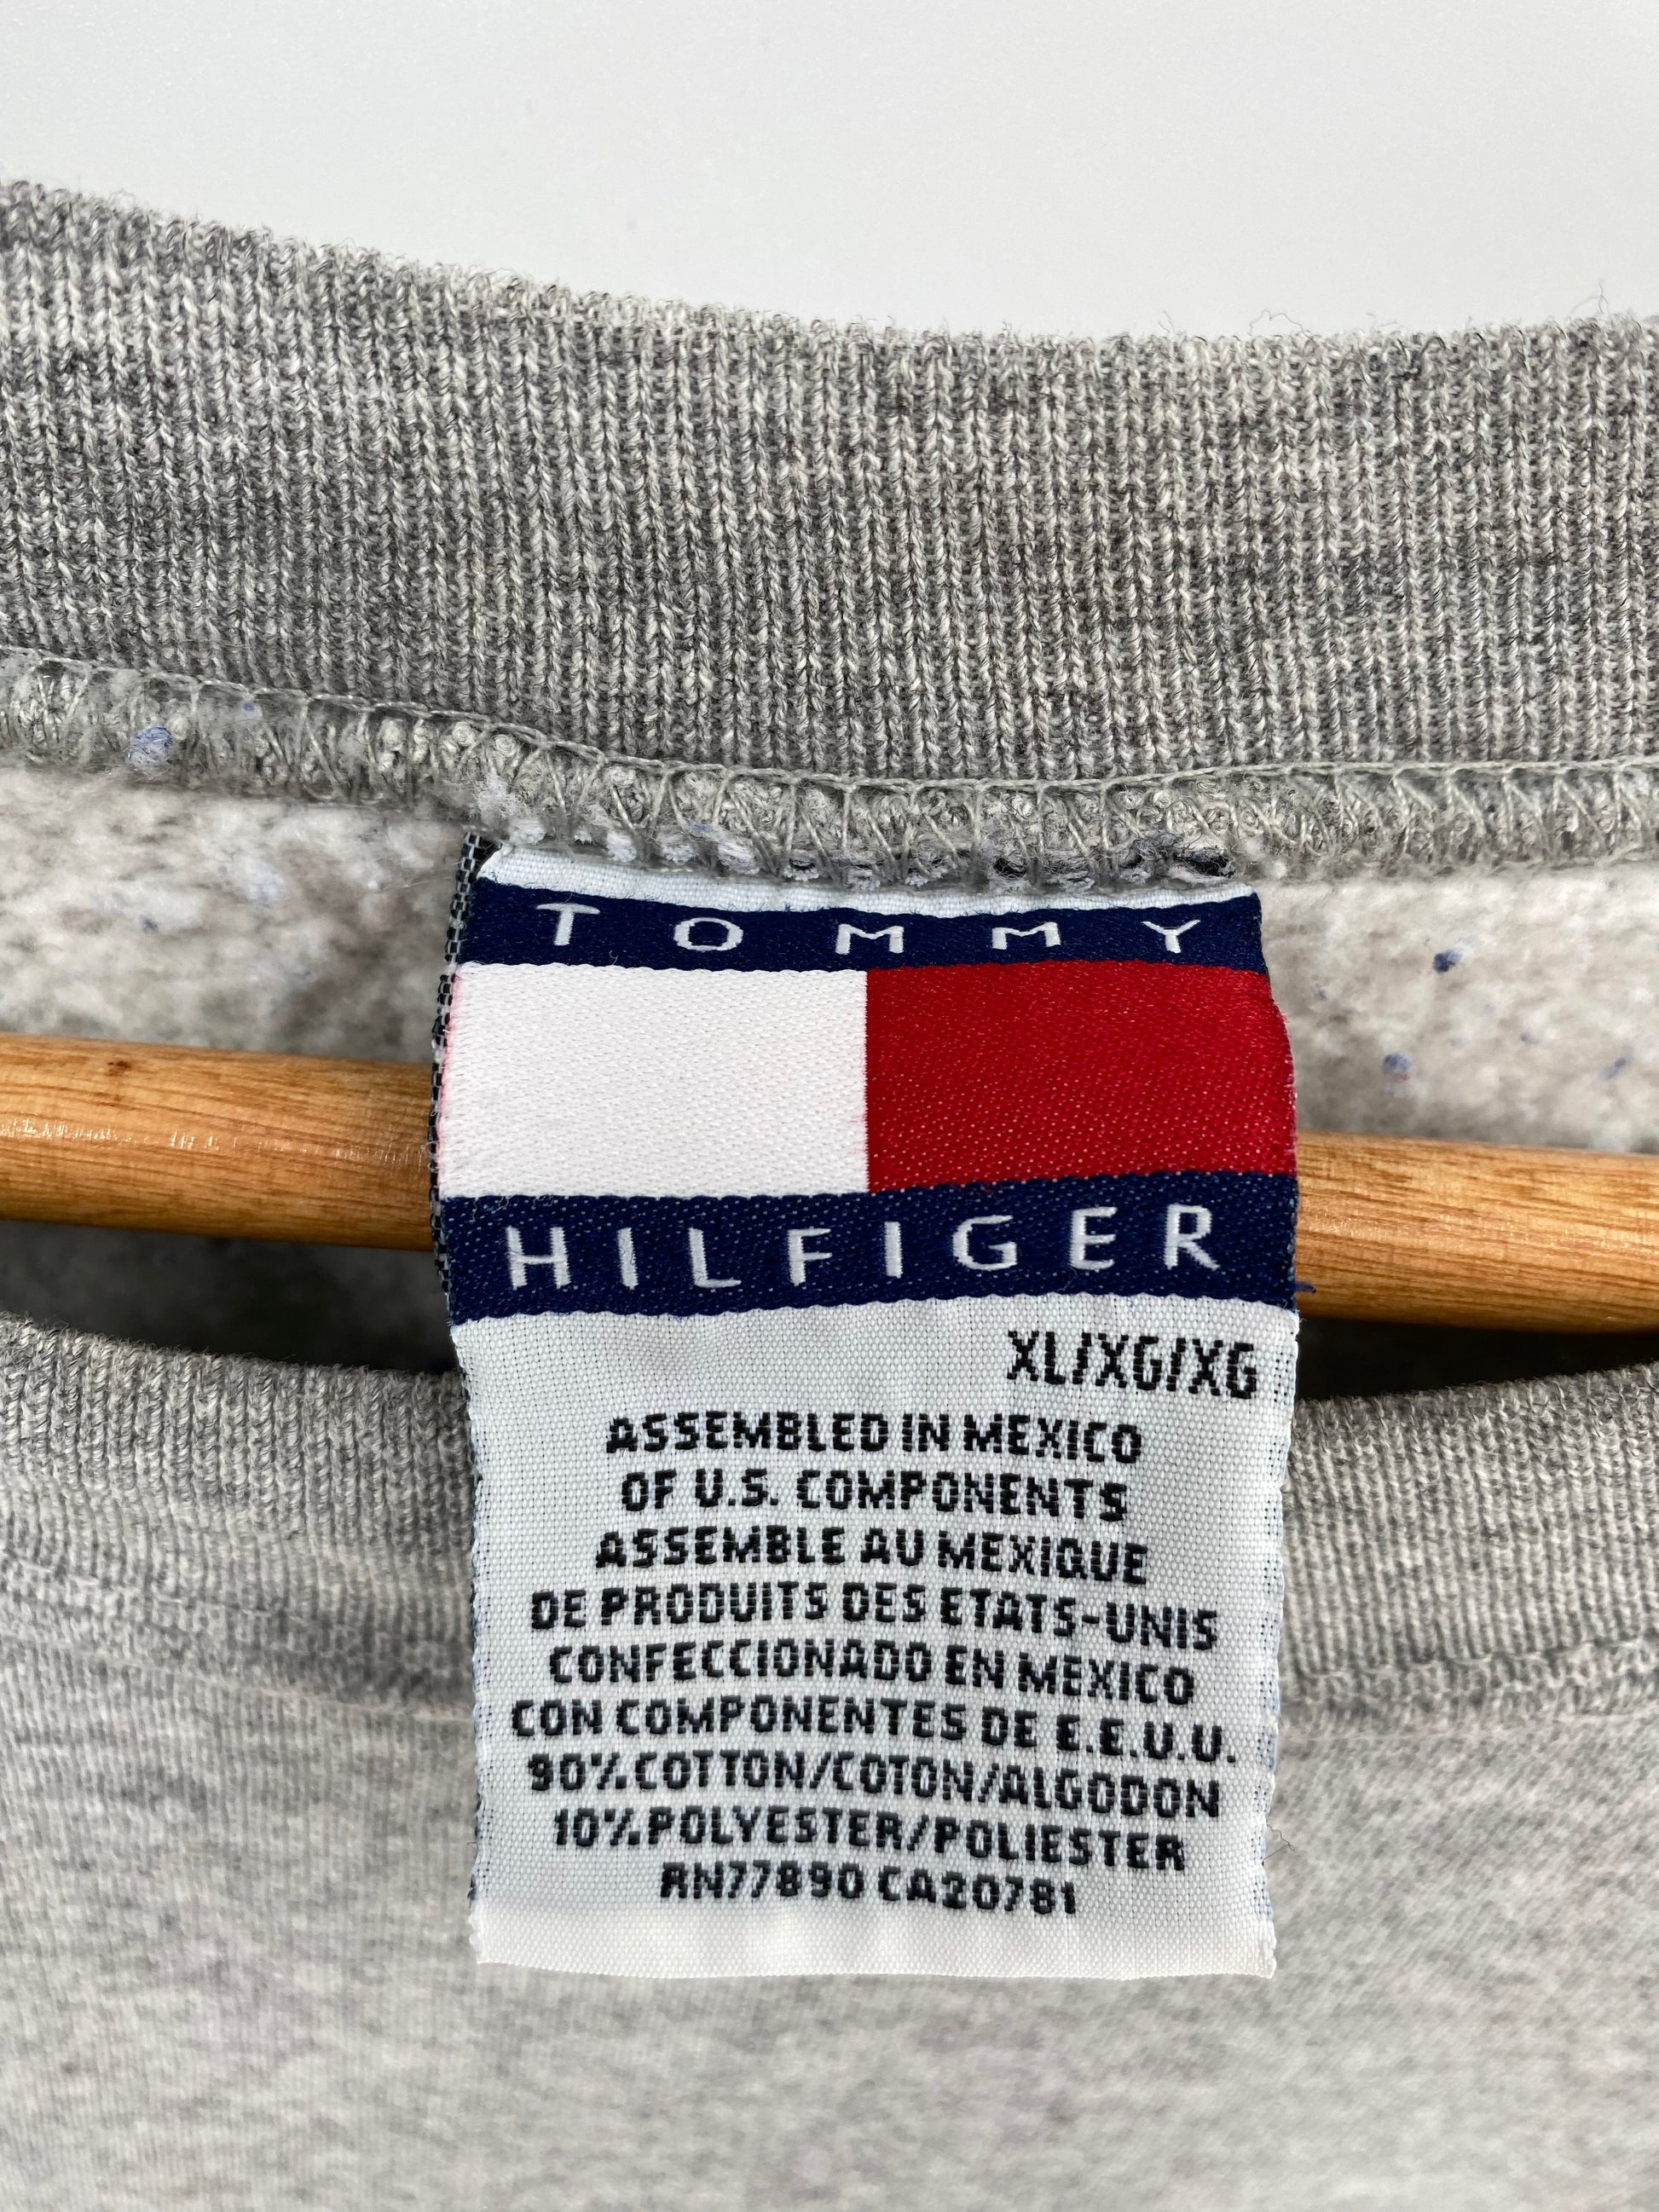 TOMMY
HILFIGER
XL/XG/XG
ASSEMBLED IN MEXICO
OF U.S. COMPONENTS
ASSEMBLE AU MEXIQUE
DE PRODUITS DES ETATS-UNIS
CONFECCIONADO EN MEXICO
CON COMPONENTES DE E.E.U.U.
90% COTTON/COTON/ALGODON
10% POLYESTER/POLIESTER
RN77890 CA20781